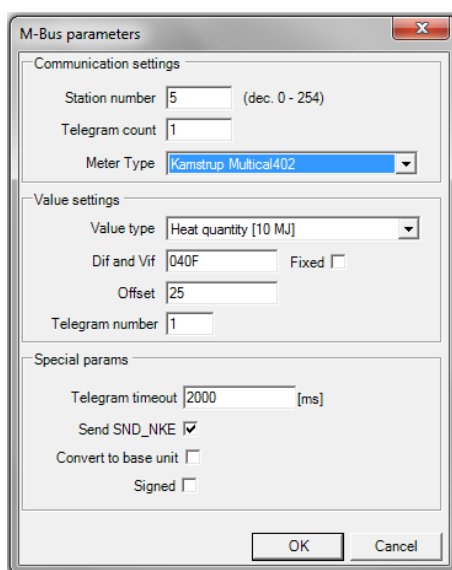 M-Bus parameters
Communication settings
Station number 5 (dec. 0 - 254)
Telegram count 1
Meter Type Kamstrup Multical402
Value settings
Value type Heat quantity [10 MJ]
Dif and Vif 040F Fixed
Offset 25
Telegram number 1
Special params
Telegram timeout 2000 [ms]
Send SND_NKE
Convert to base unit
Signed
OK Cancel